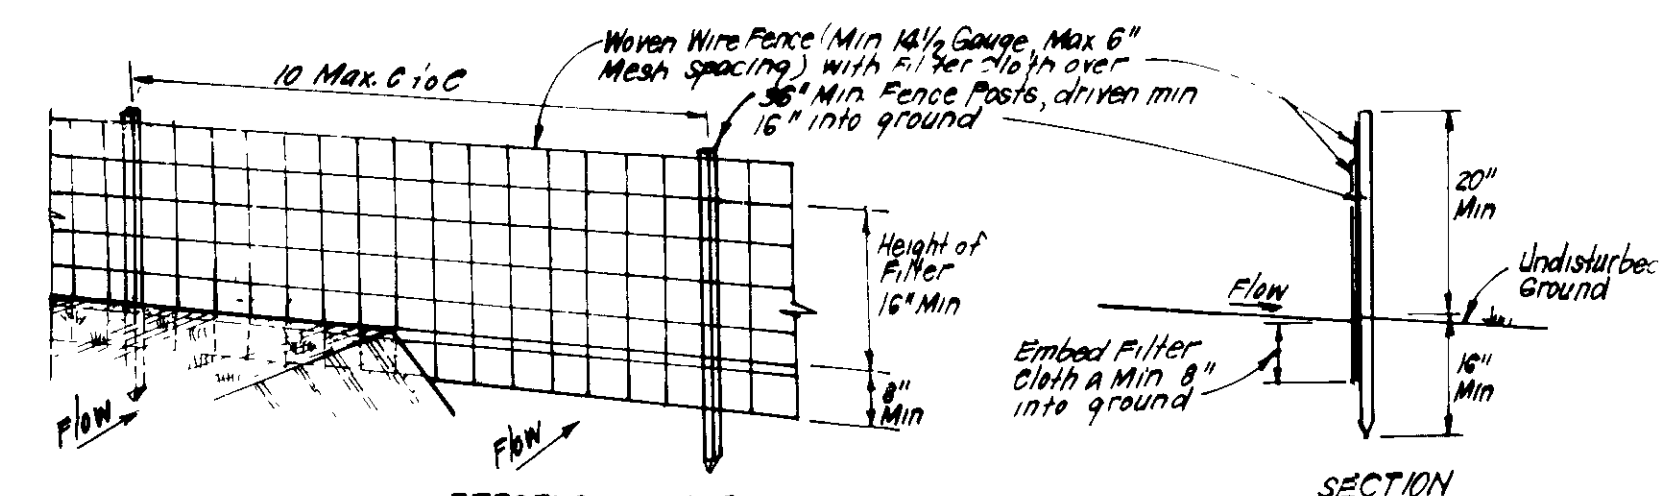 Woven Wire Fence (Min 14½ Gauge, Max 6"
Mesh spacing) with Filter Cloth over
36" Min. Fence Posts, driven min
16" into ground
10 Max. C to C
Height of
Filter
16" Min
8"
Min
Flow
Flow
20"
Min
Undisturbed
Ground
Flow
Embed Filter
Cloth a Min 8"
into ground
16"
Min
SECTION